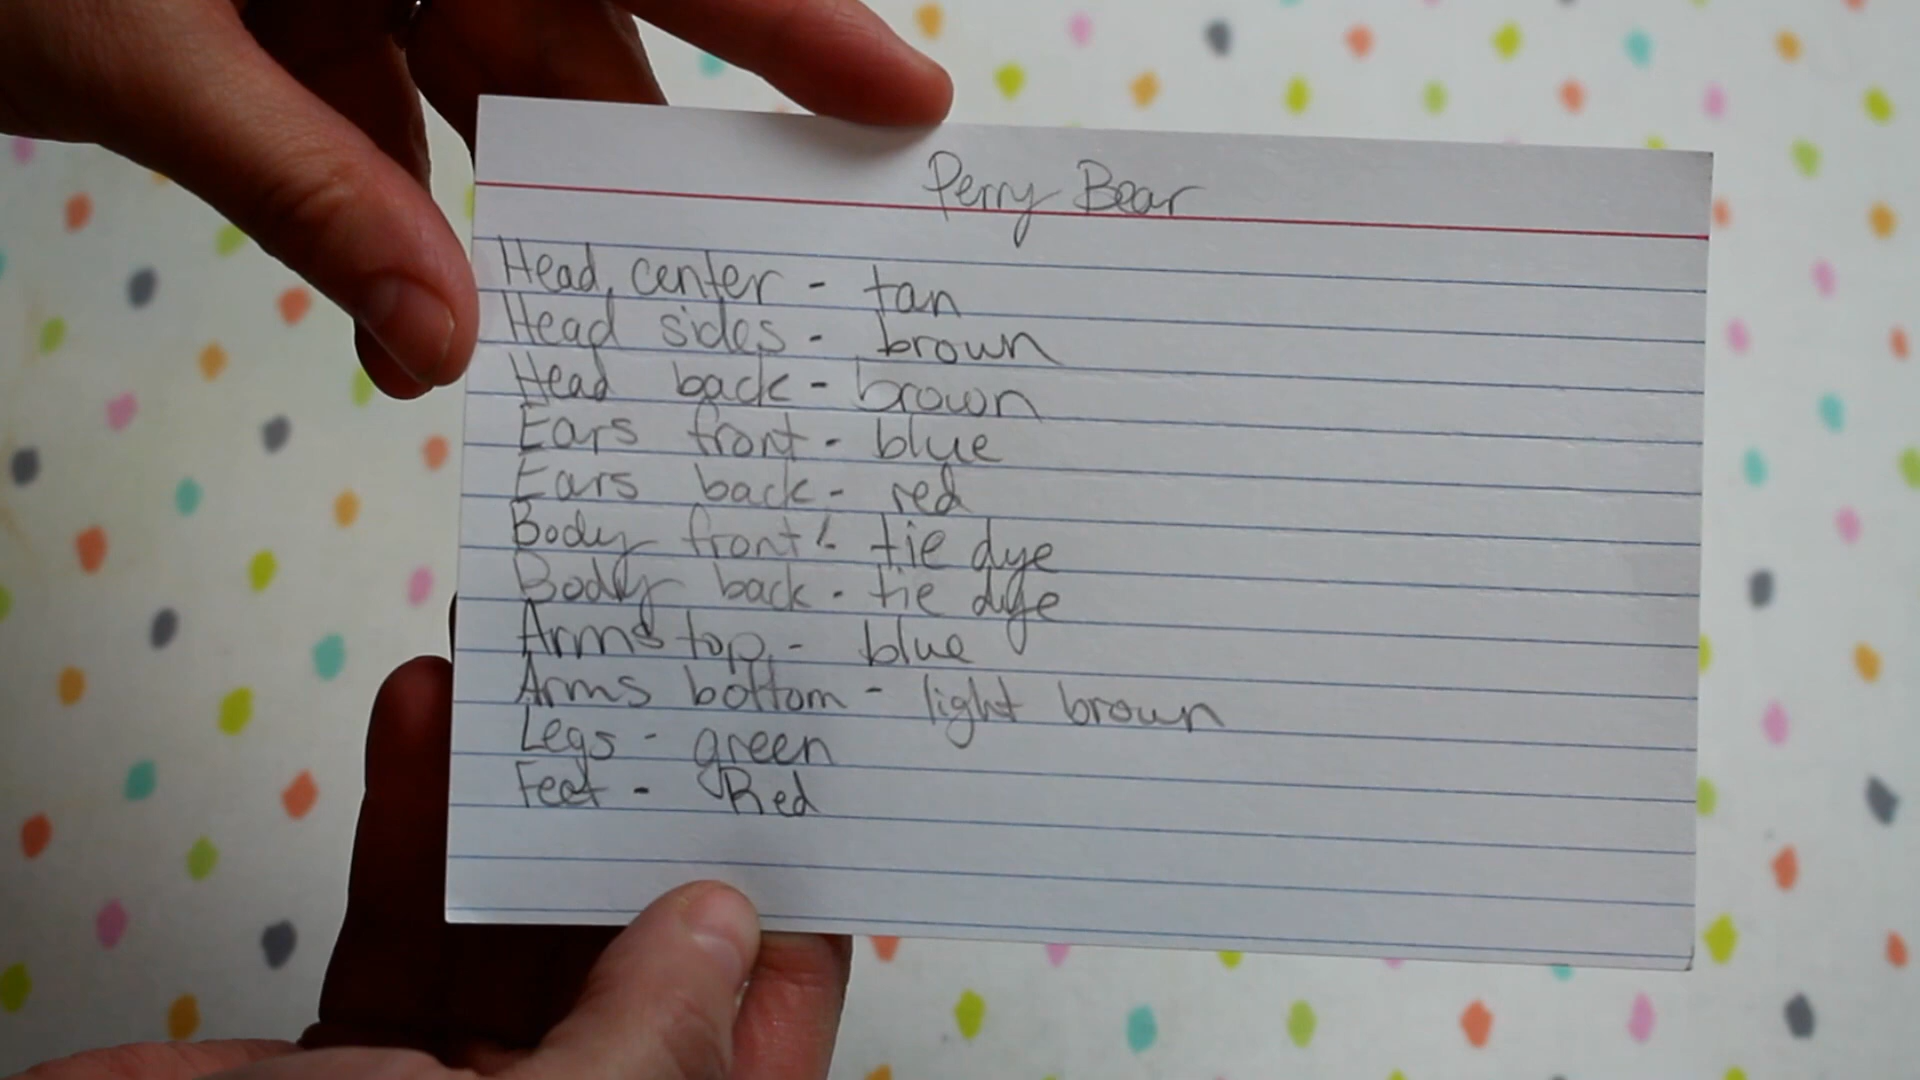 Perry Bear
Head center - tan
Head sides - brown
Head back - brown
Ears front - blue
Ears back - red
Body front - tie dye
Body back - tie dye
Arms top - blue
Arms bottom - light brown
Legs - green
Feet - Red